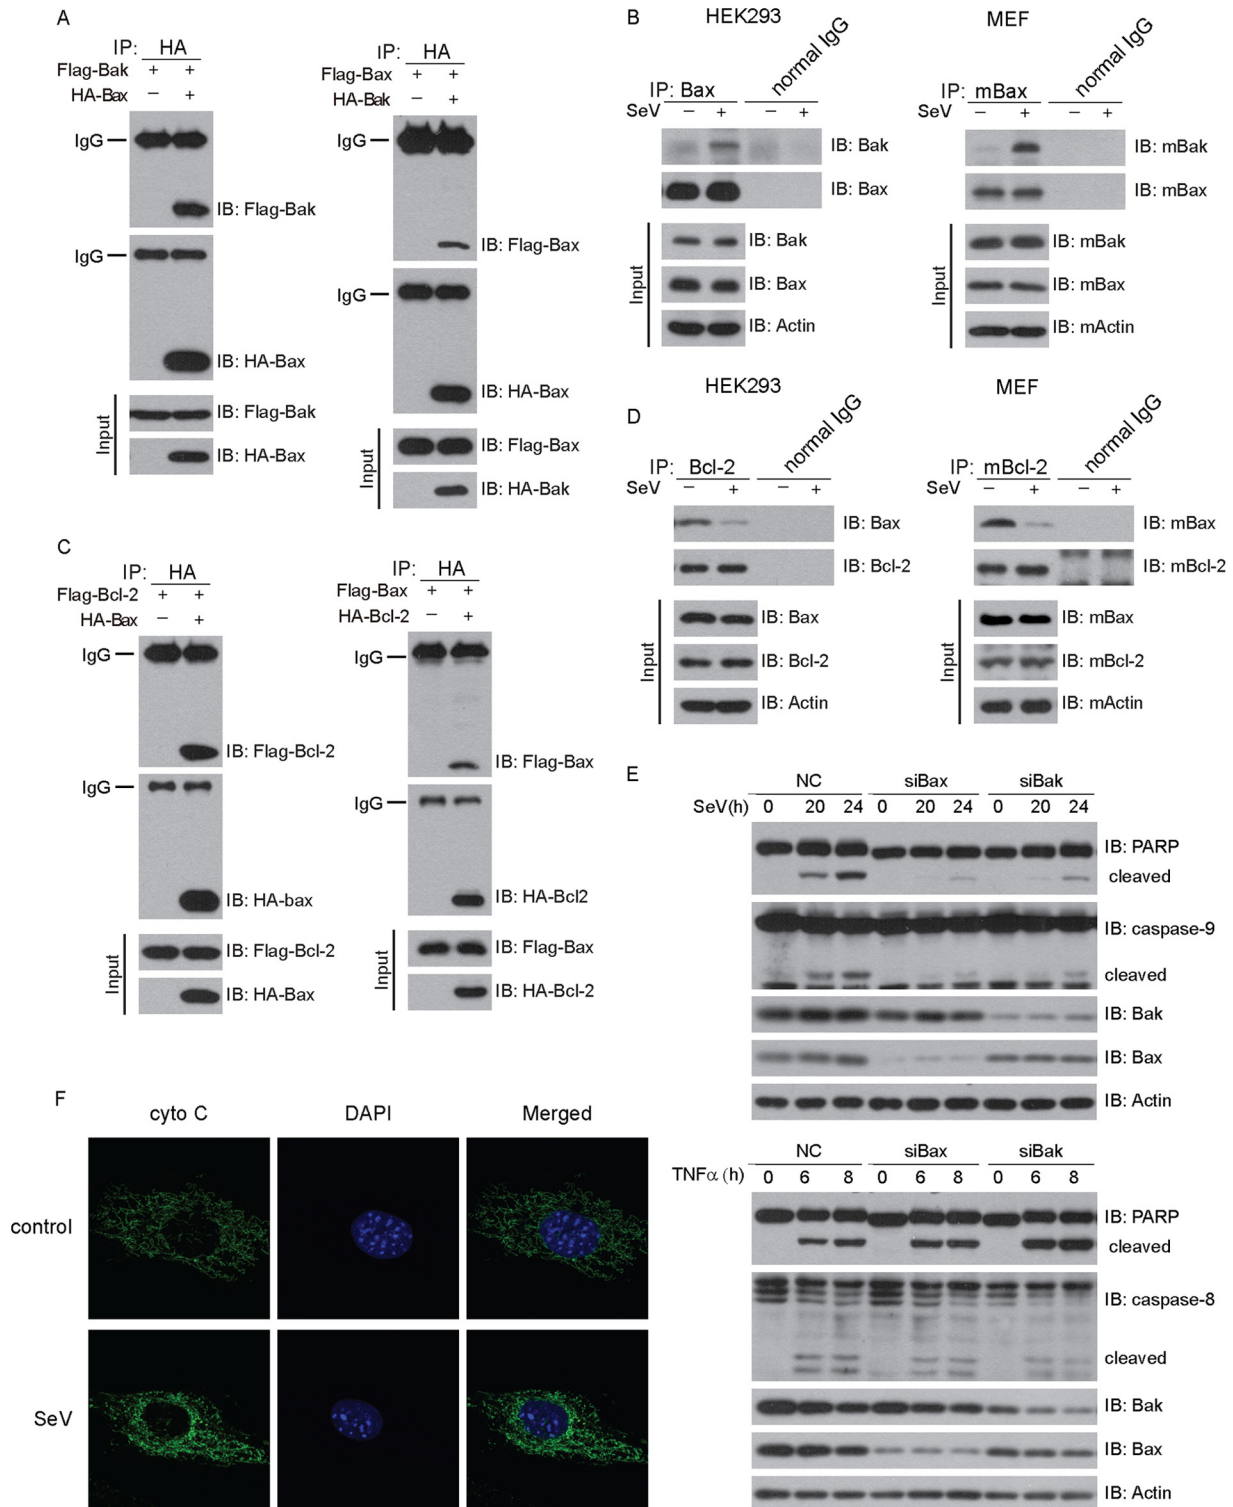 A
IP: HA
Flag-Bak + +
HA-Bax − +
IgG
IB: Flag-Bak
IgG
IB: HA-Bax
Input
IB: Flag-Bak
IB: HA-Bax
IP: HA
Flag-Bax + +
HA-Bak − +
IgG
IB: Flag-Bax
IgG
IB: HA-Bax
Input
IB: Flag-Bax
IB: HA-Bak
B
HEK293
IP: Bax normal IgG
SeV − + − +
IB: Bak
IB: Bax
Input
IB: Bak
IB: Bax
IB: Actin
MEF
IP: mBax normal IgG
SeV − + − +
IB: mBak
IB: mBax
Input
IB: mBak
IB: mBax
IB: mActin
C
IP: HA
Flag-Bcl-2 + +
HA-Bax − +
IgG
IB: Flag-Bcl-2
IgG
IB: HA-bax
Input
IB: Flag-Bcl-2
IB: HA-Bax
IP: HA
Flag-Bax + +
HA-Bcl-2 − +
IgG
IB: Flag-Bax
IgG
IB: HA-Bcl2
Input
IB: Flag-Bax
IB: HA-Bcl-2
D
HEK293
IP: Bcl-2 normal IgG
SeV − + − +
IB: Bax
IB: Bcl-2
Input
IB: Bax
IB: Bcl-2
IB: Actin
MEF
IP: mBcl-2 normal IgG
SeV − + − +
IB: mBax
IB: mBcl-2
Input
IB: mBax
IB: mBcl-2
IB: mActin
E
NC siBax siBak
SeV(h) 0 20 24 0 20 24 0 20 24
IB: PARP
cleaved
IB: caspase-9
cleaved
IB: Bak
IB: Bax
IB: Actin
NC siBax siBak
TNFα (h) 0 6 8 0 6 8 0 6 8
IB: PARP
cleaved
IB: caspase-8
cleaved
IB: Bak
IB: Bax
IB: Actin
F
cyto C DAPI Merged
control
SeV